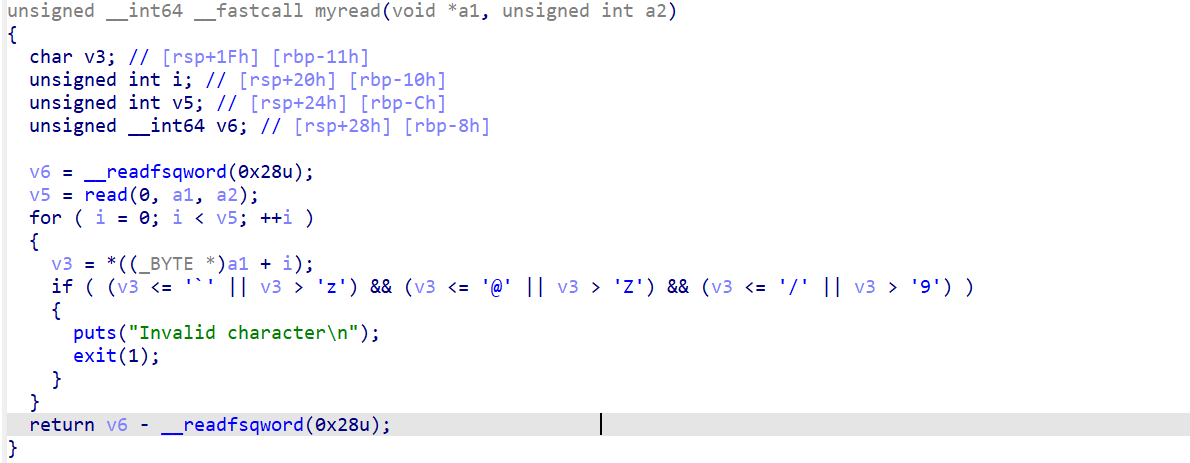 unsigned __int64 __fastcall myread(void *a1, unsigned int a2)
{
  char v3; // [rsp+1Fh] [rbp-11h]
  unsigned int i; // [rsp+20h] [rbp-10h]
  unsigned int v5; // [rsp+24h] [rbp-Ch]
  unsigned __int64 v6; // [rsp+28h] [rbp-8h]

  v6 = __readfsqword(0x28u);
  v5 = read(0, a1, a2);
  for ( i = 0; i < v5; ++i )
  {
    v3 = *((_BYTE *)a1 + i);
    if ( (v3 <= '`' || v3 > 'z') && (v3 <= '@' || v3 > 'Z') && (v3 <= '/' || v3 > '9') )
    {
      puts("Invalid character\n");
      exit(1);
    }
  }
  return v6 - __readfsqword(0x28u);
}